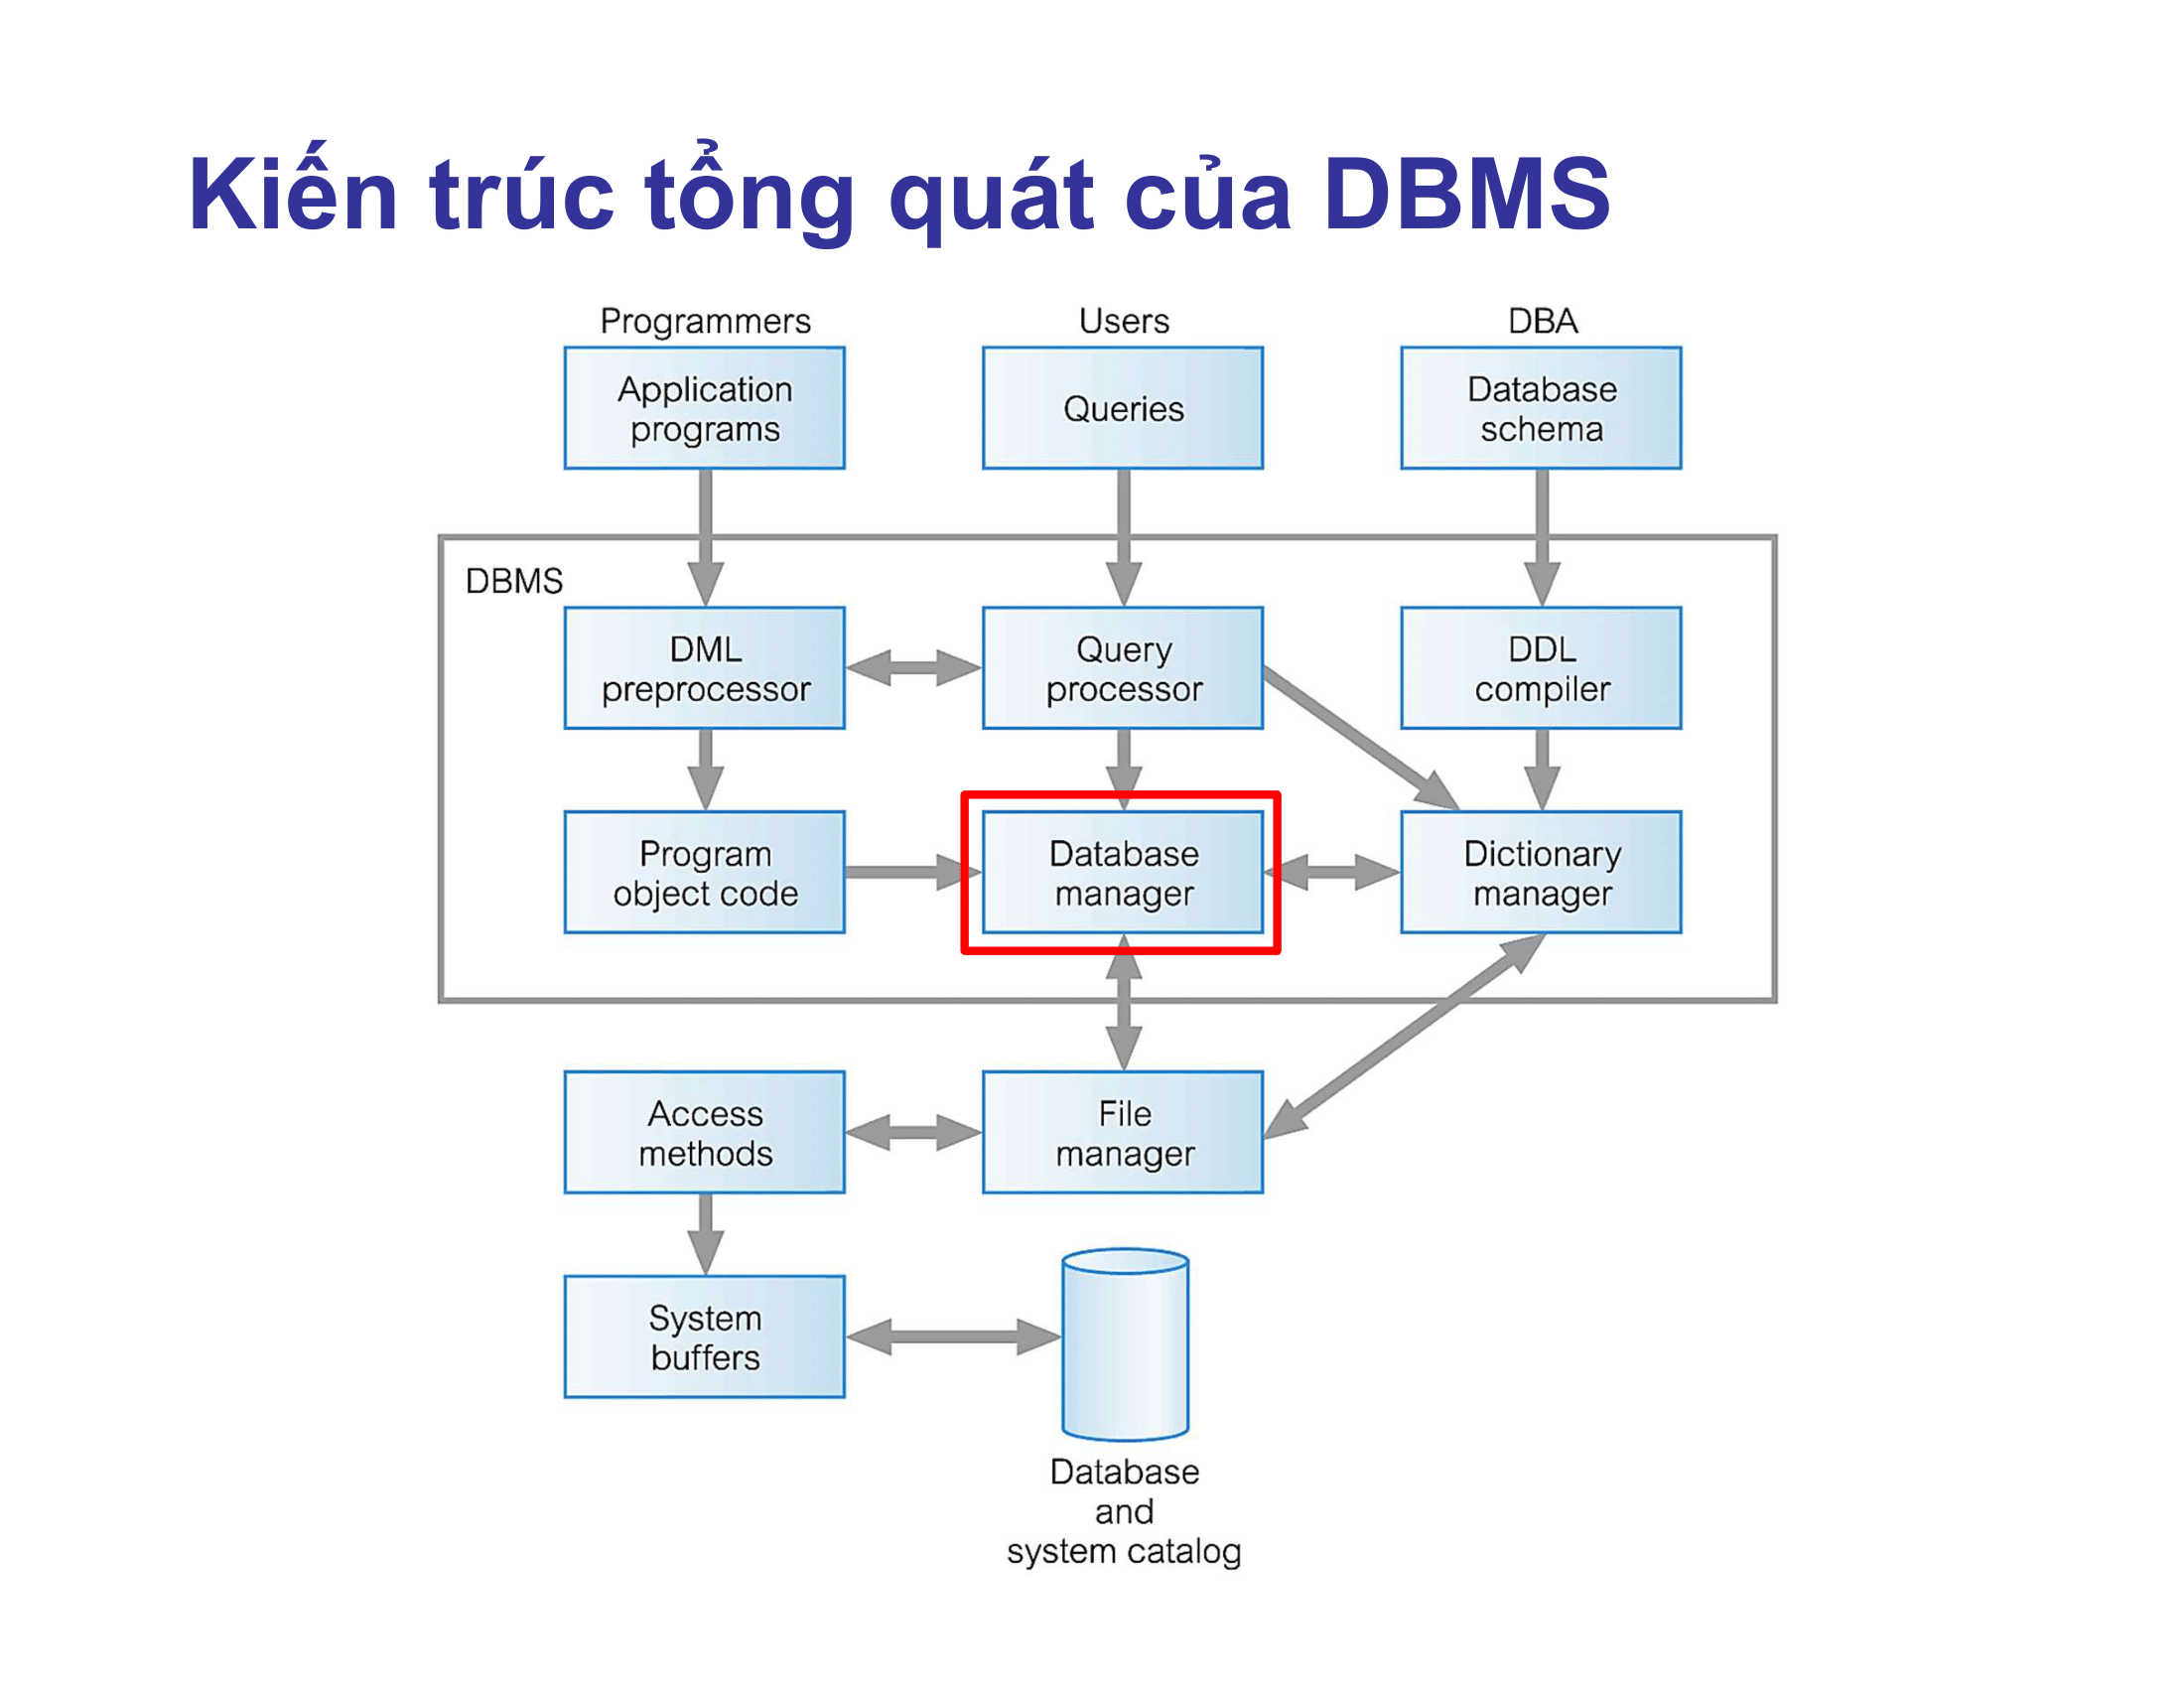 Kiến trúc tổng quát của DBMS
Programmers
Users
DBA
Application
programs
Queries
Database
schema
DBMS
DML
preprocessor
Query
processor
DDL
compiler
Program
object code
Database
manager
Dictionary
manager
Access
methods
File
manager
System
buffers
Database
and
system catalog